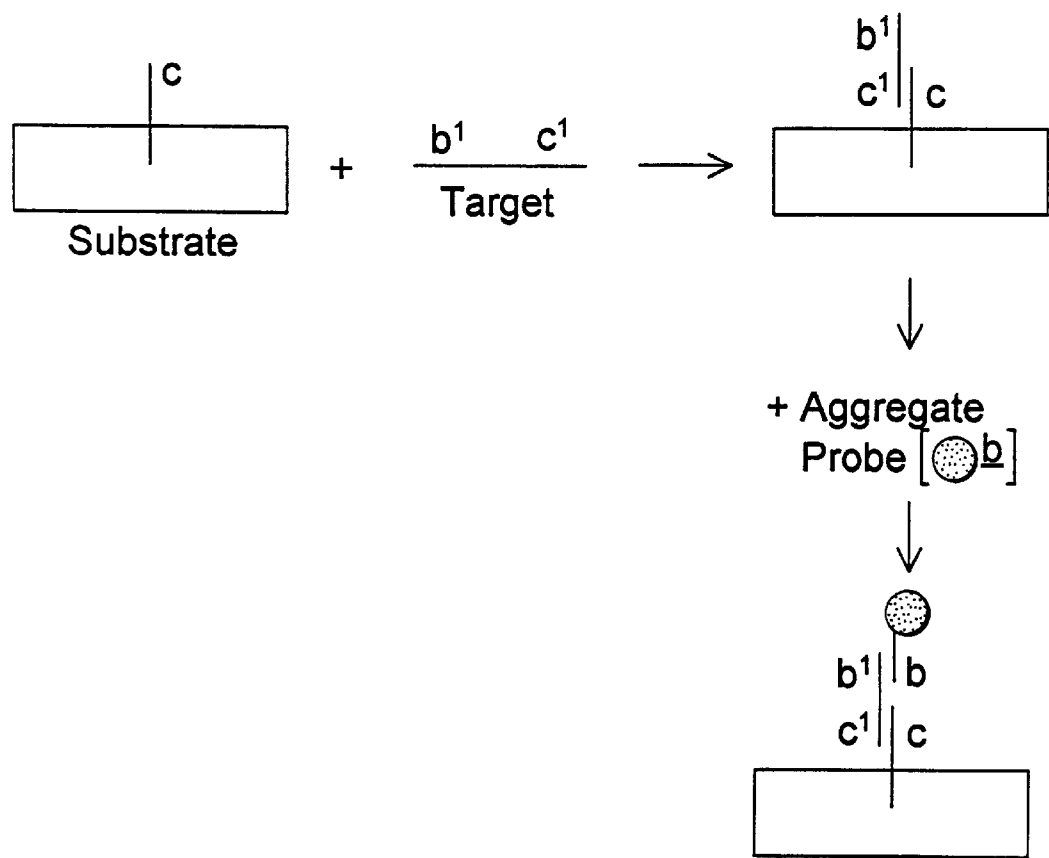 c
Substrate
+
b¹ c¹
Target
b¹
c¹ c
+ Aggregate
Probe [ b]
b¹ b
c¹ c